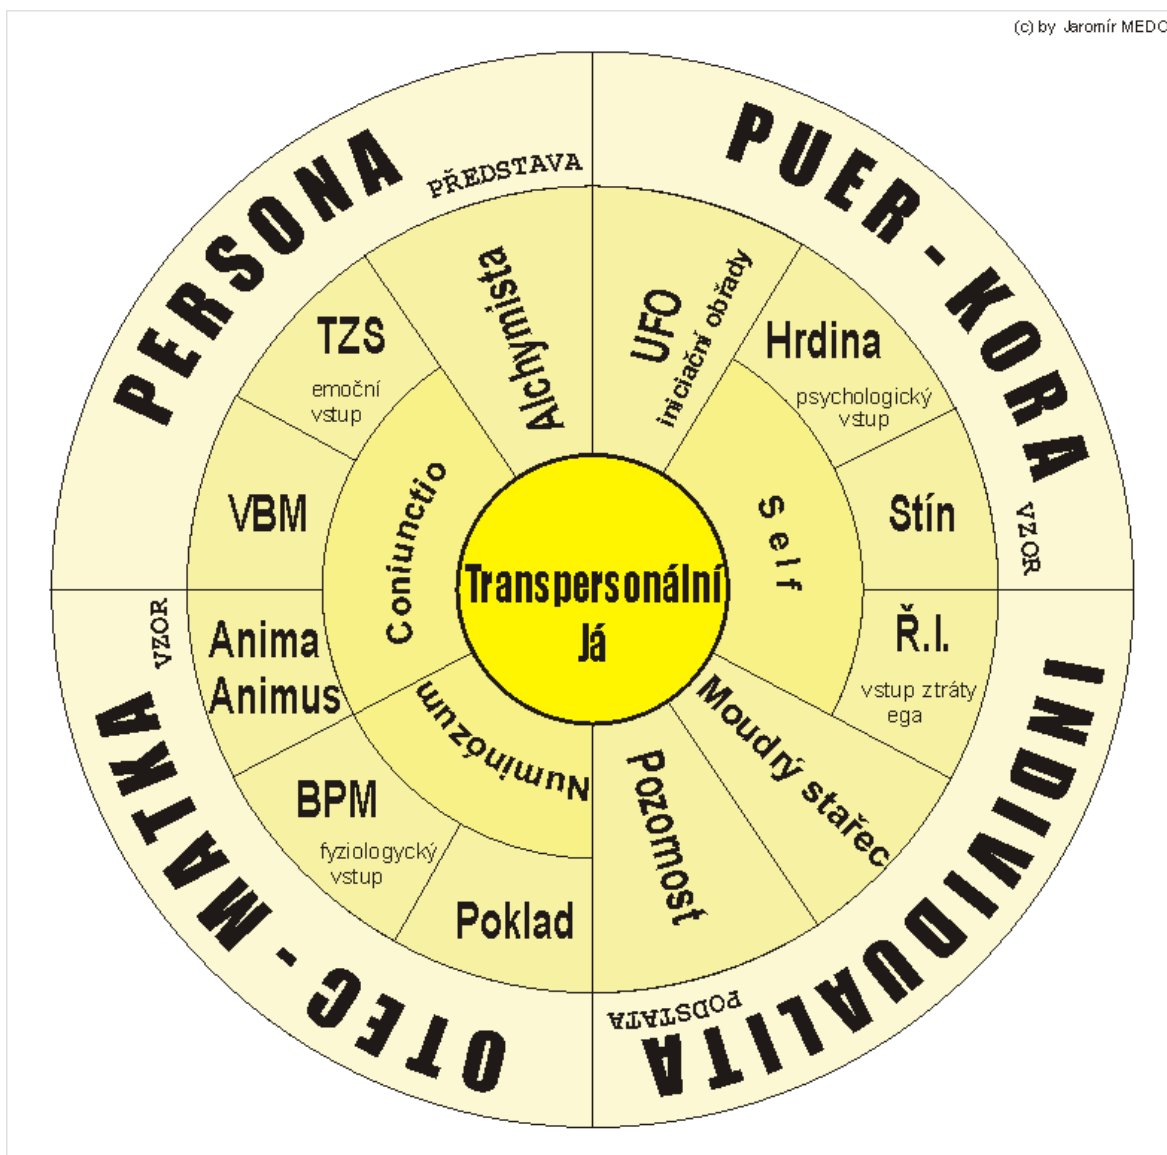 (c) by Jaromír MEDO
PERSONA
PŘEDSTAVA
PUER - KORA
VZOR
INDIVIDUALITA
PODSTATA
OTEC - MATKA
VZOR
Alchymista
UFO
iniciační obřady
TZS
emoční
vstup
Hrdina
psychologický
vstup
VBM
Coniunctio
Self
Stín
Transpersonální
Já
Anima
Animus
Ř.I.
vstup ztráty
ega
Numinózum
Moudrý stařec
Pozornost
BPM
fyziologycký
vstup
Poklad